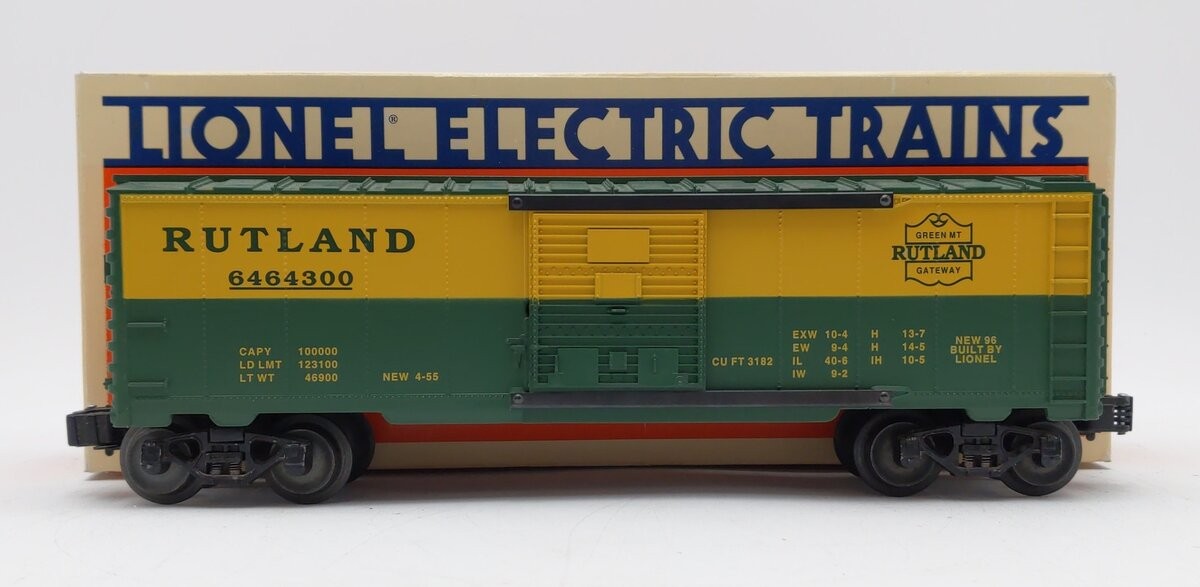 LIONEL® ELECTRIC TRAINS
RUTLAND
6464300
GREEN MT
RUTLAND
GATEWAY
CAPY 100000
LD LMT 123100
LT WT 46900
NEW 4-55
CU FT 3182
EXW 10-4 H 13-7
EW 9-4 H 14-5
IL 40-6 IH 10-5
IW 9-2
NEW 96
BUILT BY
LIONEL